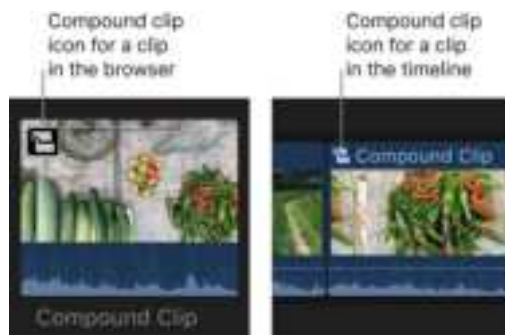 Compound clip
icon for a clip
in the browser
Compound clip
icon for a clip
in the timeline
Compound Clip
Compound Clip